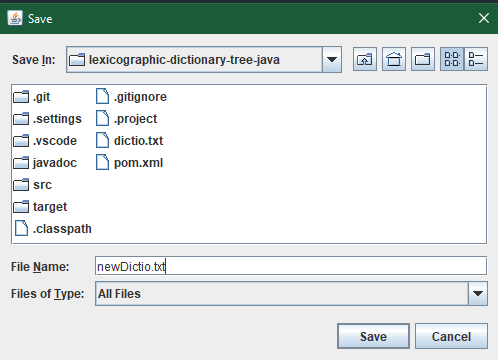 Save
Save In: lexicographic-dictionary-tree-java
.git .gitignore
.settings .project
.vscode dictio.txt
javadoc pom.xml
src
target
.classpath
File Name: newDictio.txt
Files of Type: All Files
Save Cancel